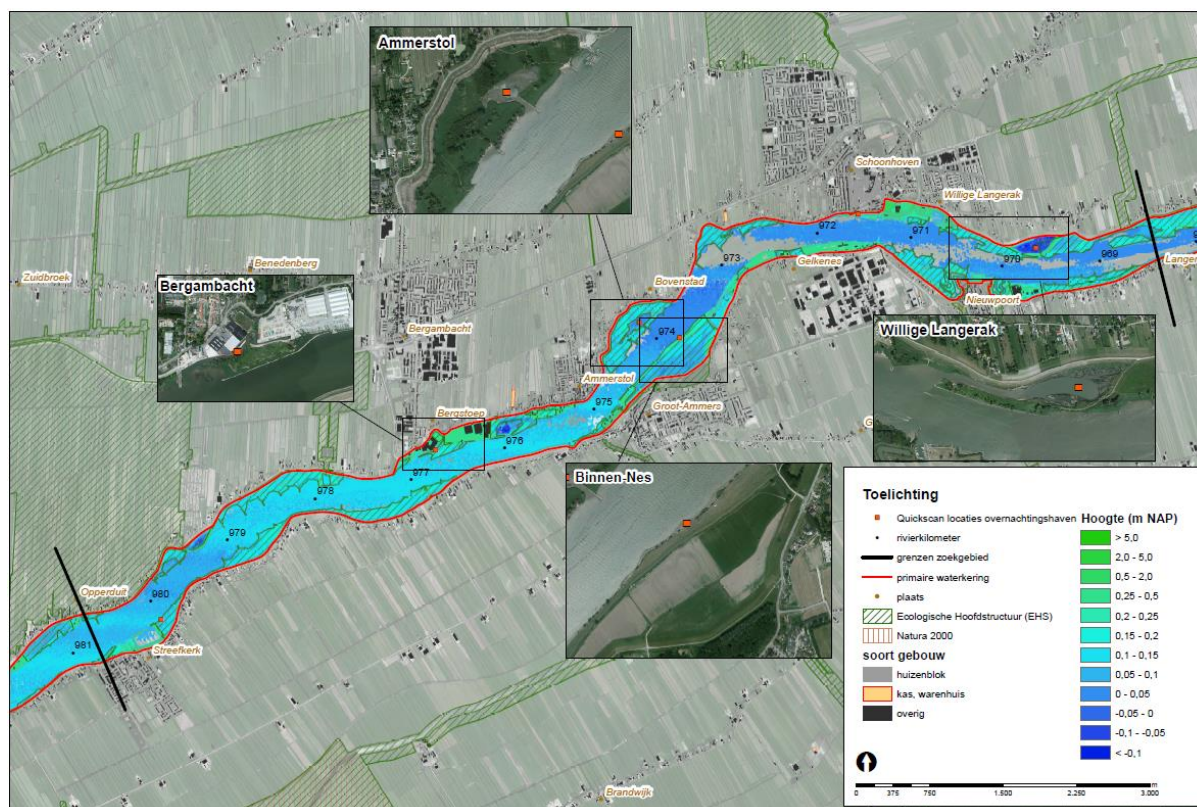 Ammerstol
Schoonhoven
Willige Langerak
972
971
970
969
973
Langer
Zuidbroek
Benedenberg
Bovenstad
Gelkenes
Nieuwpoort
Bergambacht
Bergambacht
974
Willige Langerak
Ammerstol
975
Groot-Ammers
G
Bergstoep
976
977
Binnen-Nes
978
979
Opperduit
980
981
Streefkerk
Brandwijk
Toelichting
Quickscan locaties overnachtingshaven
rivierkilometer
grenzen zoekgebied
primaire waterkering
plaats
Ecologische Hoofdstructuur (EHS)
Natura 2000
soort gebouw
huizenblok
kas, warenhuis
overig
Hoogte (m NAP)
> 5,0
2,0 - 5,0
0,5 - 2,0
0,25 - 0,5
0,2 - 0,25
0,15 - 0,2
0,1 - 0,15
0,05 - 0,1
0 - 0,05
-0,05 - 0
-0,1 - -0,05
< -0,1
m
0 375 750 1.500 2.250 3.000